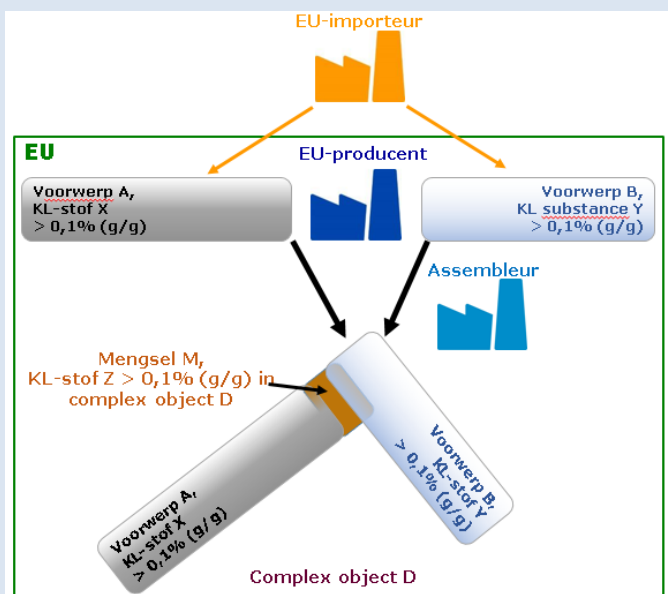 EU-importeur
EU
EU-producent
Voorwerp A,
KL-stof X
> 0,1% (g/g)
Voorwerp B,
KL substance Y
> 0,1% (g/g)
Assembleur
Mengsel M,
KL-stof Z > 0,1% (g/g) in
complex object D
Voorwerp A,
KL-stof X
> 0,1% (g/g)
Voorwerp B,
KL-stof Y
> 0,1% (g/g)
Complex object D